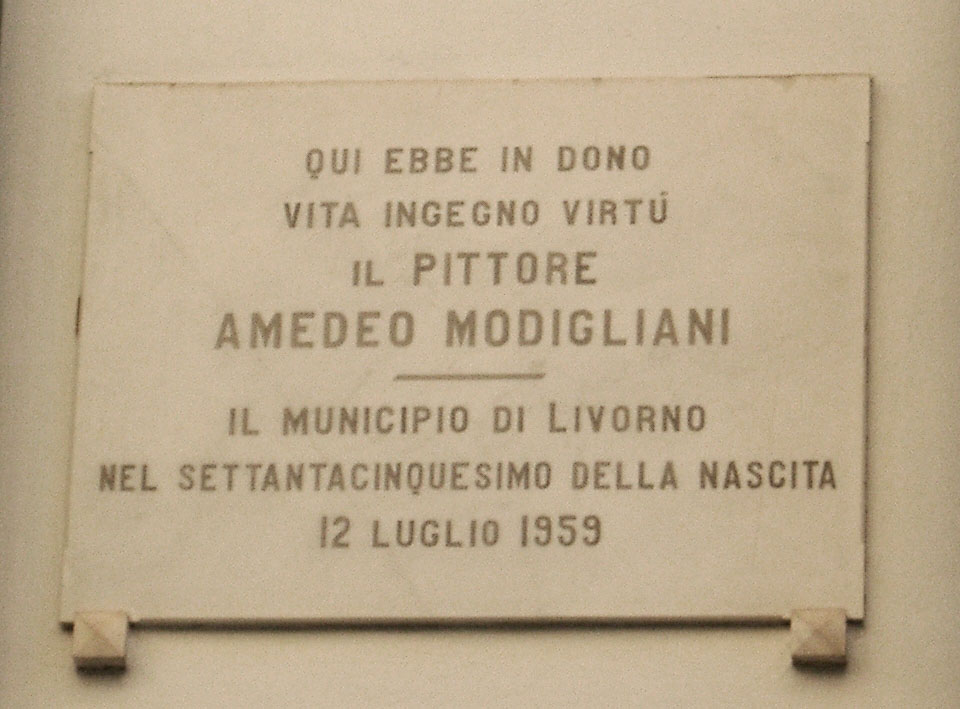 QUI EBBE IN DONO
VITA INGEGNO VIRTÚ
IL PITTORE
AMEDEO MODIGLIANI
IL MUNICIPIO DI LIVORNO
NEL SETTANTACINQUESIMO DELLA NASCITA
12 LUGLIO 1959